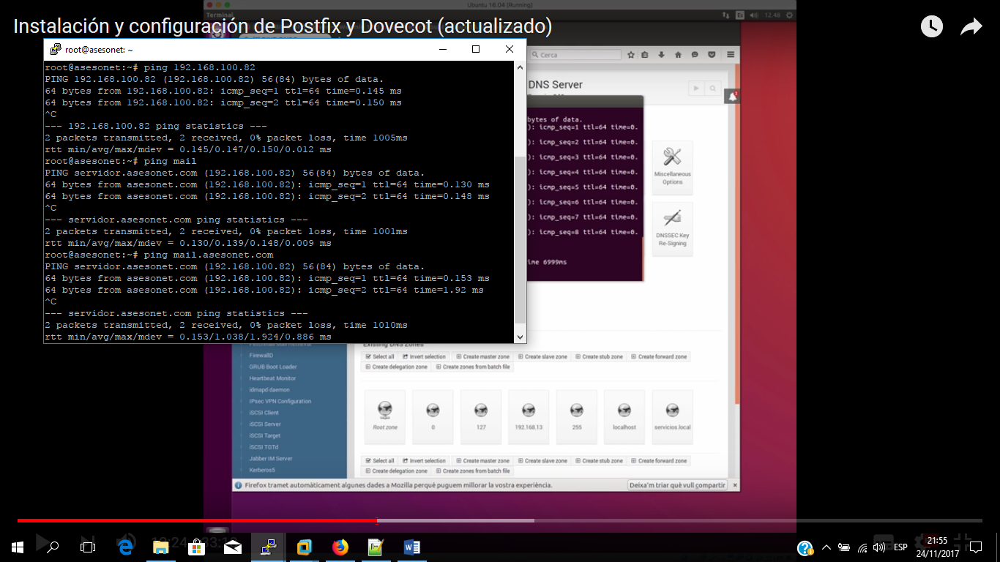 Ubuntu 16.04 [Running]
Terminal
Es
12.48
Instalación y configuración de Postfix y Dovecot (actualizado)
root@asesonet: ~
root@asesonet:~# ping 192.168.100.82
PING 192.168.100.82 (192.168.100.82) 56(84) bytes of data.
64 bytes from 192.168.100.82: icmp_seq=1 ttl=64 time=0.145 ms
64 bytes from 192.168.100.82: icmp_seq=2 ttl=64 time=0.150 ms
^C
--- 192.168.100.82 ping statistics ---
2 packets transmitted, 2 received, 0% packet loss, time 1005ms
rtt min/avg/max/mdev = 0.145/0.147/0.150/0.012 ms
root@asesonet:~# ping mail
PING servidor.asesonet.com (192.168.100.82) 56(84) bytes of data.
64 bytes from asesonet.com (192.168.100.82): icmp_seq=1 ttl=64 time=0.130 ms
64 bytes from asesonet.com (192.168.100.82): icmp_seq=2 ttl=64 time=0.148 ms
^C
--- servidor.asesonet.com ping statistics ---
2 packets transmitted, 2 received, 0% packet loss, time 1001ms
rtt min/avg/max/mdev = 0.130/0.139/0.148/0.009 ms
root@asesonet:~# ping mail.asesonet.com
PING servidor.asesonet.com (192.168.100.82) 56(84) bytes of data.
64 bytes from asesonet.com (192.168.100.82): icmp_seq=1 ttl=64 time=0.153 ms
64 bytes from asesonet.com (192.168.100.82): icmp_seq=2 ttl=64 time=1.92 ms
^C
--- servidor.asesonet.com ping statistics ---
2 packets transmitted, 2 received, 0% packet loss, time 1010ms
rtt min/avg/max/mdev = 0.153/1.038/1.924/0.886 ms
Cerca
DNS Server
2
bytes of data.
): icmp_seq=1 ttl=64 time=0.
): icmp_seq=2 ttl=64 time=0.
): icmp_seq=3 ttl=64 time=0.
): icmp_seq=4 ttl=64 time=0.
): icmp_seq=5 ttl=64 time=0.
): icmp_seq=6 ttl=64 time=0.
): icmp_seq=7 ttl=64 time=0.
): icmp_seq=8 ttl=64 time=0.
ime 6999ms
Miscellaneous
Options
DNSSEC Key
Re-Signing
Fetchmail Mail Retrieval
FirewallD
GRUB Boot Loader
Heartbeat Monitor
idmapd daemon
IPsec VPN Configuration
iSCSI Client
iSCSI Server
iSCSI Target
iSCSI TGTd
Jabber IM Server
Kerberos5
Existing DNS Zones
Select all Invert selection Create master zone Create slave zone Create stub zone Create forward zone
Create delegation zone Create zones from batch file
Root zone 0 127 192.168.13 255 localhost servicios.local
Select all Invert selection Create master zone Create slave zone Create stub zone Create forward zone
Create delegation zone Create zones from batch file
Firefox tramet automàticament algunes dades a Mozilla perquè puguem millorar la vostra experiència.
Deixa'm triar què vull compartir
ESP
21:55
24/11/2017